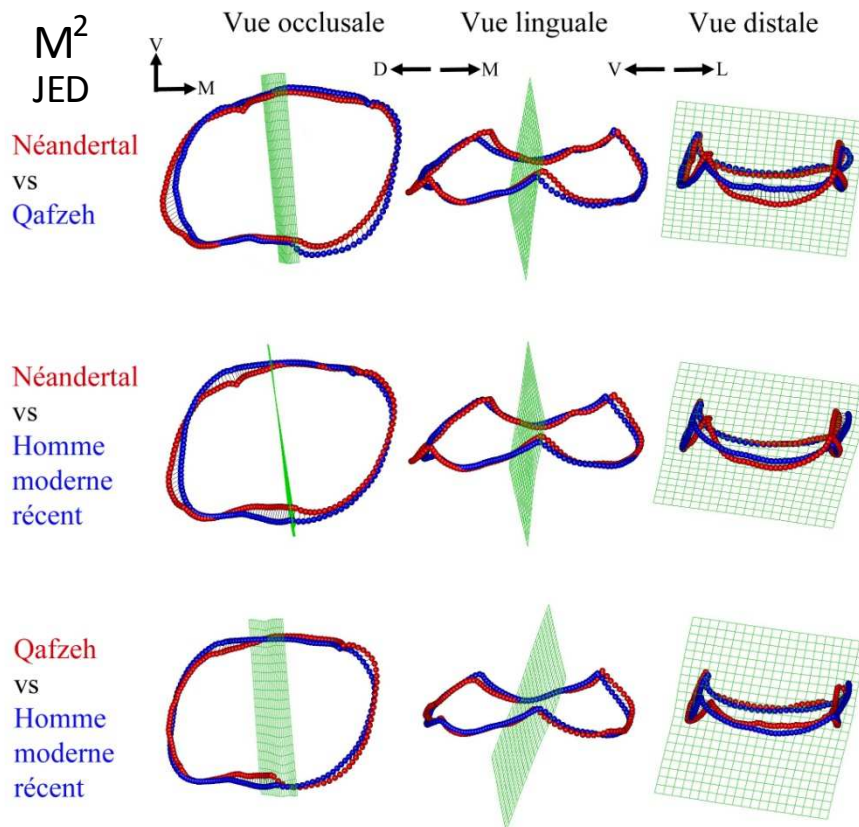 M²
JED
Vue occlusale
Vue linguale
Vue distale
V
M
D
M
V
L
Néandertal
vs
Qafzeh
Néandertal
vs
Homme
moderne
récent
Qafzeh
vs
Homme
moderne
récent